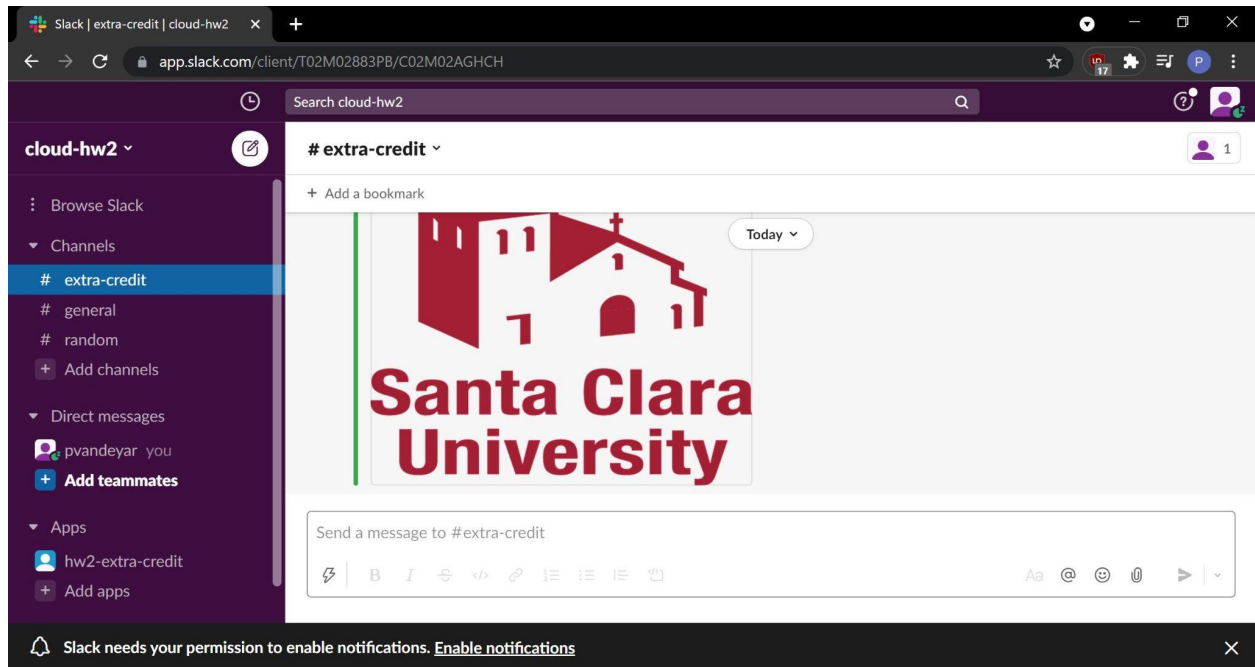 Slack | extra-credit | cloud-hw2
app.slack.com/client/T02M02883PB/C02M02AGHCH
17
P
Search cloud-hw2
cloud-hw2
# extra-credit
1
+ Add a bookmark
Browse Slack
Channels
# extra-credit
# general
# random
+ Add channels
Direct messages
pvandeyar you
+ Add teammates
Apps
hw2-extra-credit
+ Add apps
Today
Santa Clara
University
Send a message to #extra-credit
B I S </>
Aa @
Slack needs your permission to enable notifications. Enable notifications